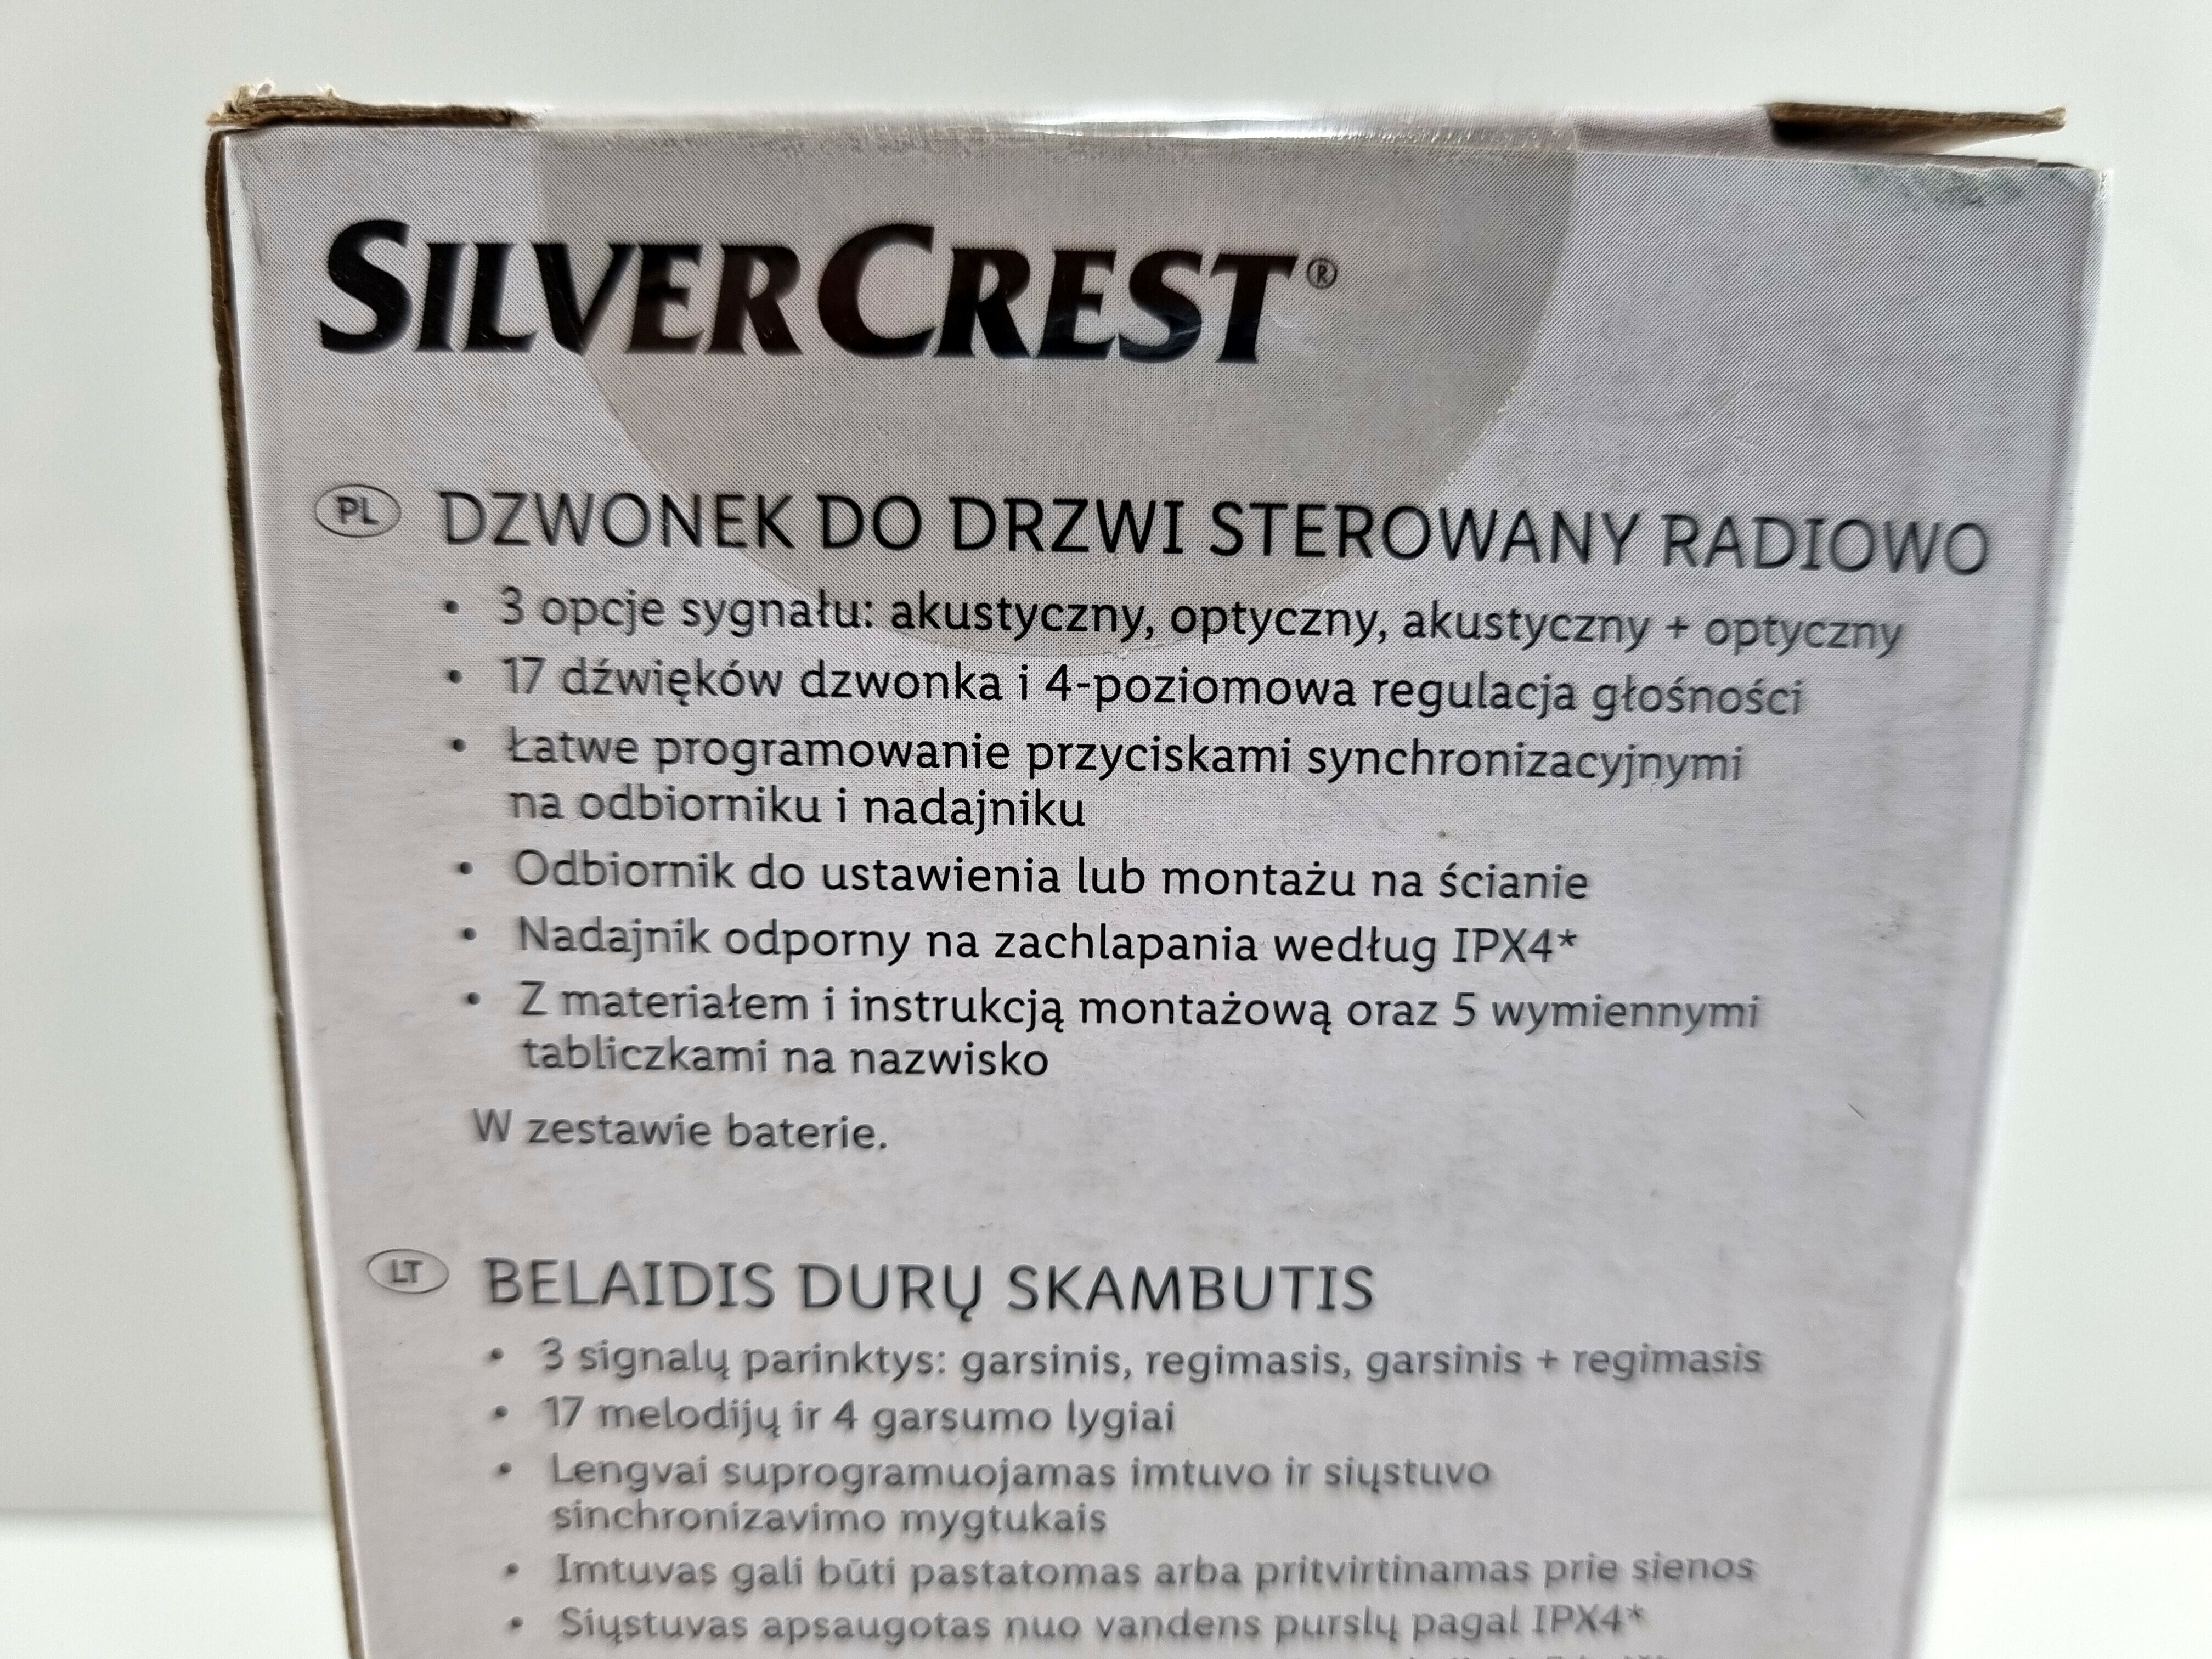 SILVERCREST®
PL DZWONEK DO DRZWI STEROWANY RADIOWO
• 3 opcje sygnału: akustyczny, optyczny, akustyczny + optyczny
• 17 dźwięków dzwonka i 4-poziomowa regulacja głośności
• Łatwe programowanie przyciskami synchronizacyjnymi
na odbiorniku i nadajniku
• Odbiornik do ustawienia lub montażu na ścianie
• Nadajnik odporny na zachlapania według IPX4*
• Z materiałem i instrukcją montażową oraz 5 wymiennymi
tabliczkami na nazwisko
W zestawie baterie.
LT BELAIDIS DURŲ SKAMBUTIS
• 3 signalų parinktys: garsinis, regimasis, garsinis + regimasis
• 17 melodijų ir 4 garsumo lygiai
• Lengvai suprogramuojamas imtuvo ir siųstuvo
sinchronizavimo mygtukais
• Imtuvas gali būti pastatomas arba pritvirtinamas prie sienos
• Siųstuvas apsaugotas nuo vandens purslų pagal IPX4*